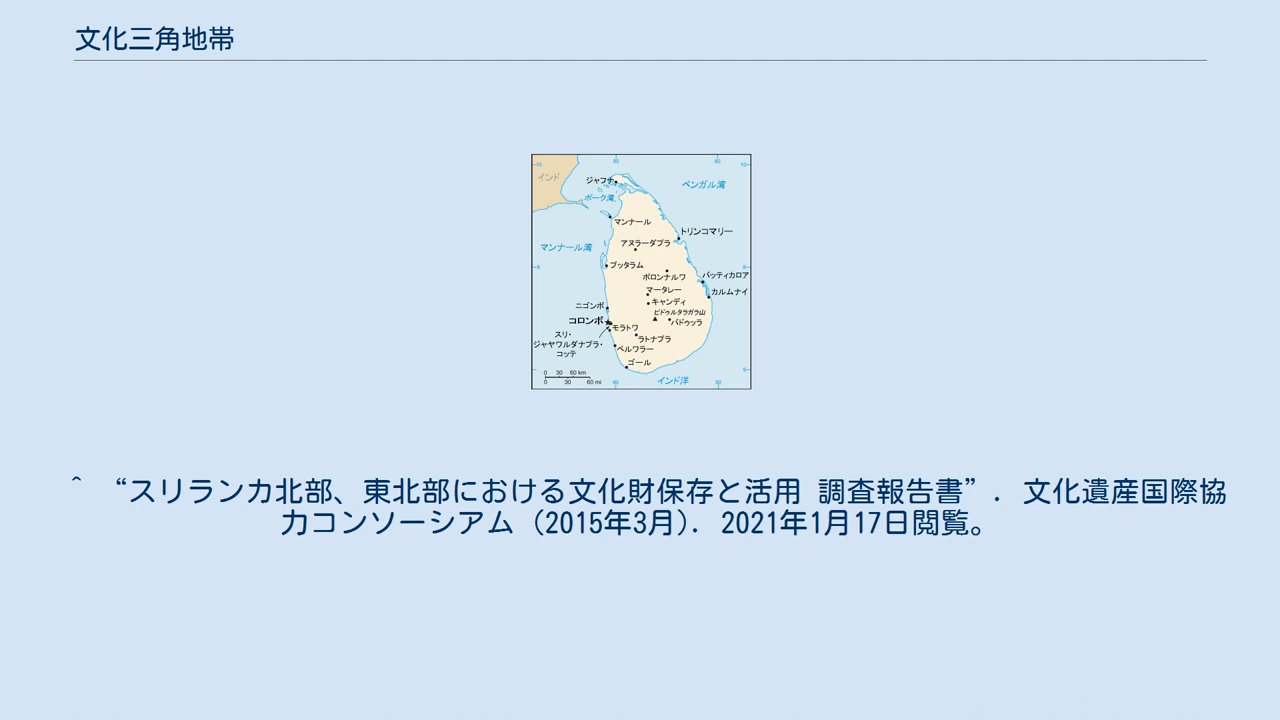 文化三角地帯
インド
ジャフナ
ベンガル湾
ポーク湾
マンナール
トリンコマリー
アヌラーダプラ
マンナール湾
プッタラム
ポロンナルワ
バッティカロア
マータレー
カルムナイ
キャンディ
ニゴンボ
ピドゥルタラガラ山
コロンボ
バドゥッラ
モラトワ
スリ・
ジャヤワルダナプラ・
コッテ
ラトナプラ
ベルワラー
ゴール
0 30 60 km
0 30 60 mi
インド洋
^ “スリランカ北部、東北部における文化財保存と活用 調査報告書”. 文化遺産国際協
力コンソーシアム (2015年3月). 2021年1月17日閲覧。